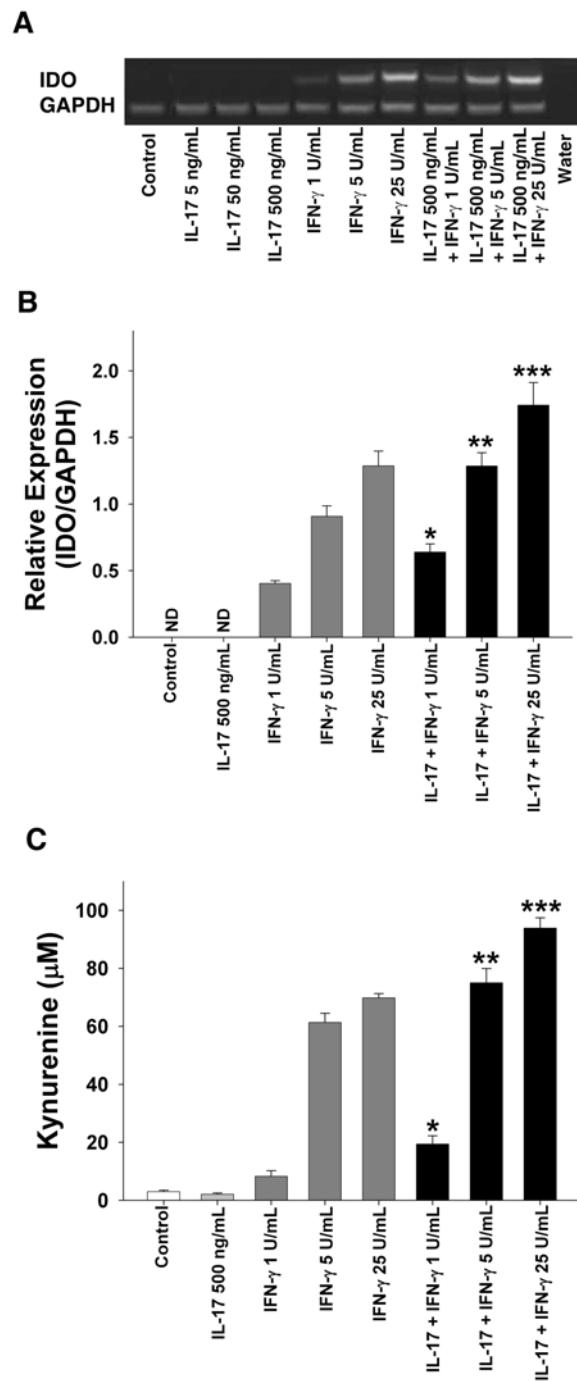 A
IDO
GAPDH
Control
IL-17 5 ng/mL
IL-17 50 ng/mL
IL-17 500 ng/mL
IFN-γ 1 U/mL
IFN-γ 5 U/mL
IFN-γ 25 U/mL
IL-17 500 ng/mL
+ IFN-γ 1 U/mL
IL-17 500 ng/mL
+ IFN-γ 5 U/mL
IL-17 500 ng/mL
+ IFN-γ 25 U/mL
Water
B
Relative Expression
(IDO/GAPDH)
2.0
1.5
1.0
0.5
0.0
ND
ND
*
**
***
Control
IL-17 500 ng/mL
IFN-γ 1 U/mL
IFN-γ 5 U/mL
IFN-γ 25 U/mL
IL-17 + IFN-γ 1 U/mL
IL-17 + IFN-γ 5 U/mL
IL-17 + IFN-γ 25 U/mL
C
Kynurenine (μM)
100
80
60
40
20
0
*
**
***
Control
IL-17 500 ng/mL
IFN-γ 1 U/mL
IFN-γ 5 U/mL
IFN-γ 25 U/mL
IL-17 + IFN-γ 1 U/mL
IL-17 + IFN-γ 5 U/mL
IL-17 + IFN-γ 25 U/mL